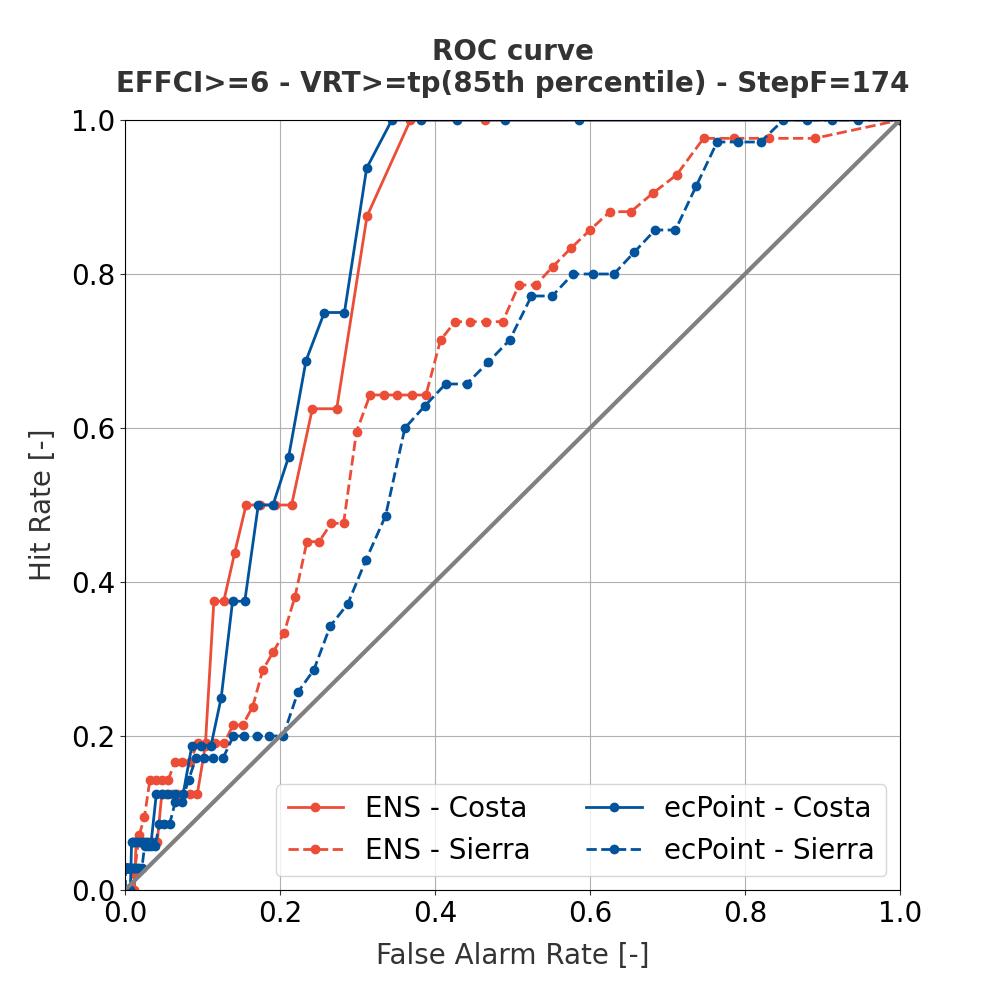 ROC curve
EFFCI>=6 - VRT>=tp(85th percentile) - StepF=174
1.0
0.8
0.6
0.4
0.2
0.0
Hit Rate [-]
ENS - Costa
ENS - Sierra
ecPoint - Costa
ecPoint - Sierra
0.0 0.2 0.4 0.6 0.8 1.0
False Alarm Rate [-]